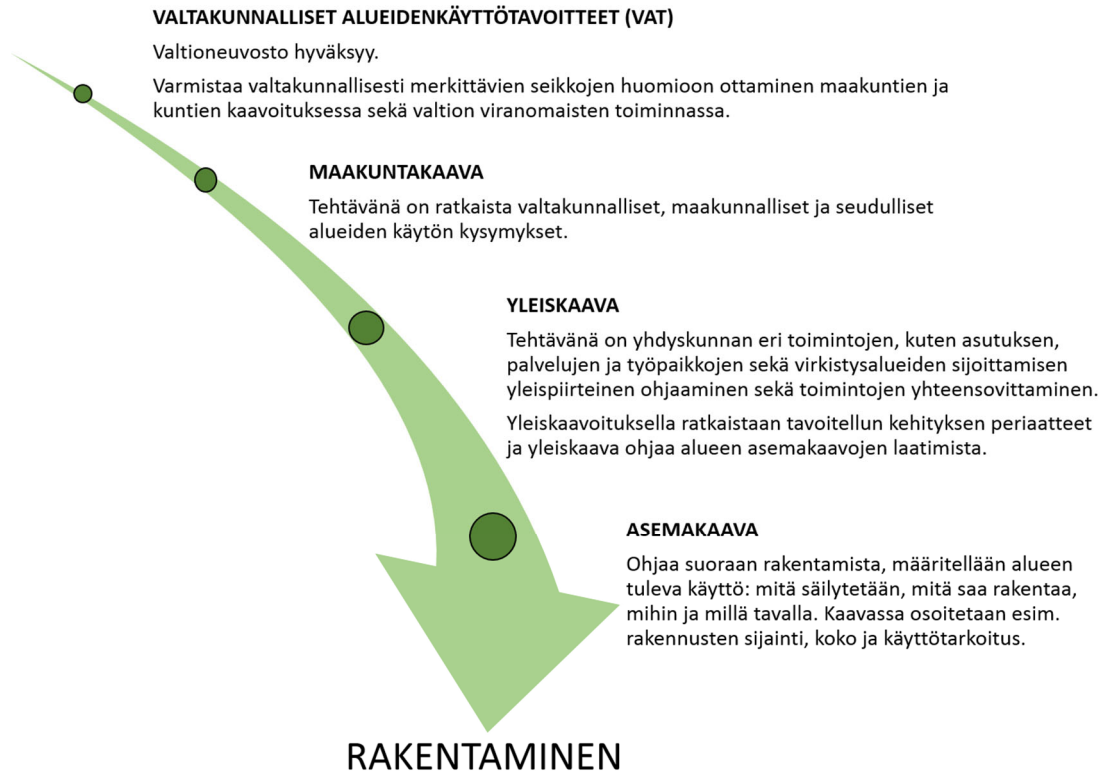 VALTAKUNNALLISET ALUEIDENKÄYTTÖTAVOITTEET (VAT)
Valtioneuvosto hyväksyy.
Varmistaa valtakunnallisesti merkittävien seikkojen huomioon ottaminen maakuntien ja
kuntien kaavoituksessa sekä valtion viranomaisten toiminnassa.
MAAKUNTAKAAVA
Tehtävänä on ratkaista valtakunnalliset, maakunnalliset ja seudulliset
alueiden käytön kysymykset.
YLEISKAAVA
Tehtävänä on yhdyskunnan eri toimintojen, kuten asutuksen,
palvelujen ja työpaikkojen sekä virkistysalueiden sijoittamisen
yleispiirteinen ohjaaminen sekä toimintojen yhteensovittaminen.
Yleiskaavoituksella ratkaistaan tavoitellun kehityksen periaatteet
ja yleiskaava ohjaa alueen asemakaavojen laatimista.
ASEMAKAAVA
Ohjaa suoraan rakentamista, määritellään alueen
tuleva käyttö: mitä säilytetään, mitä saa rakentaa,
mihin ja millä tavalla. Kaavassa osoitetaan esim.
rakennusten sijainti, koko ja käyttötarkoitus.
RAKENTAMINEN